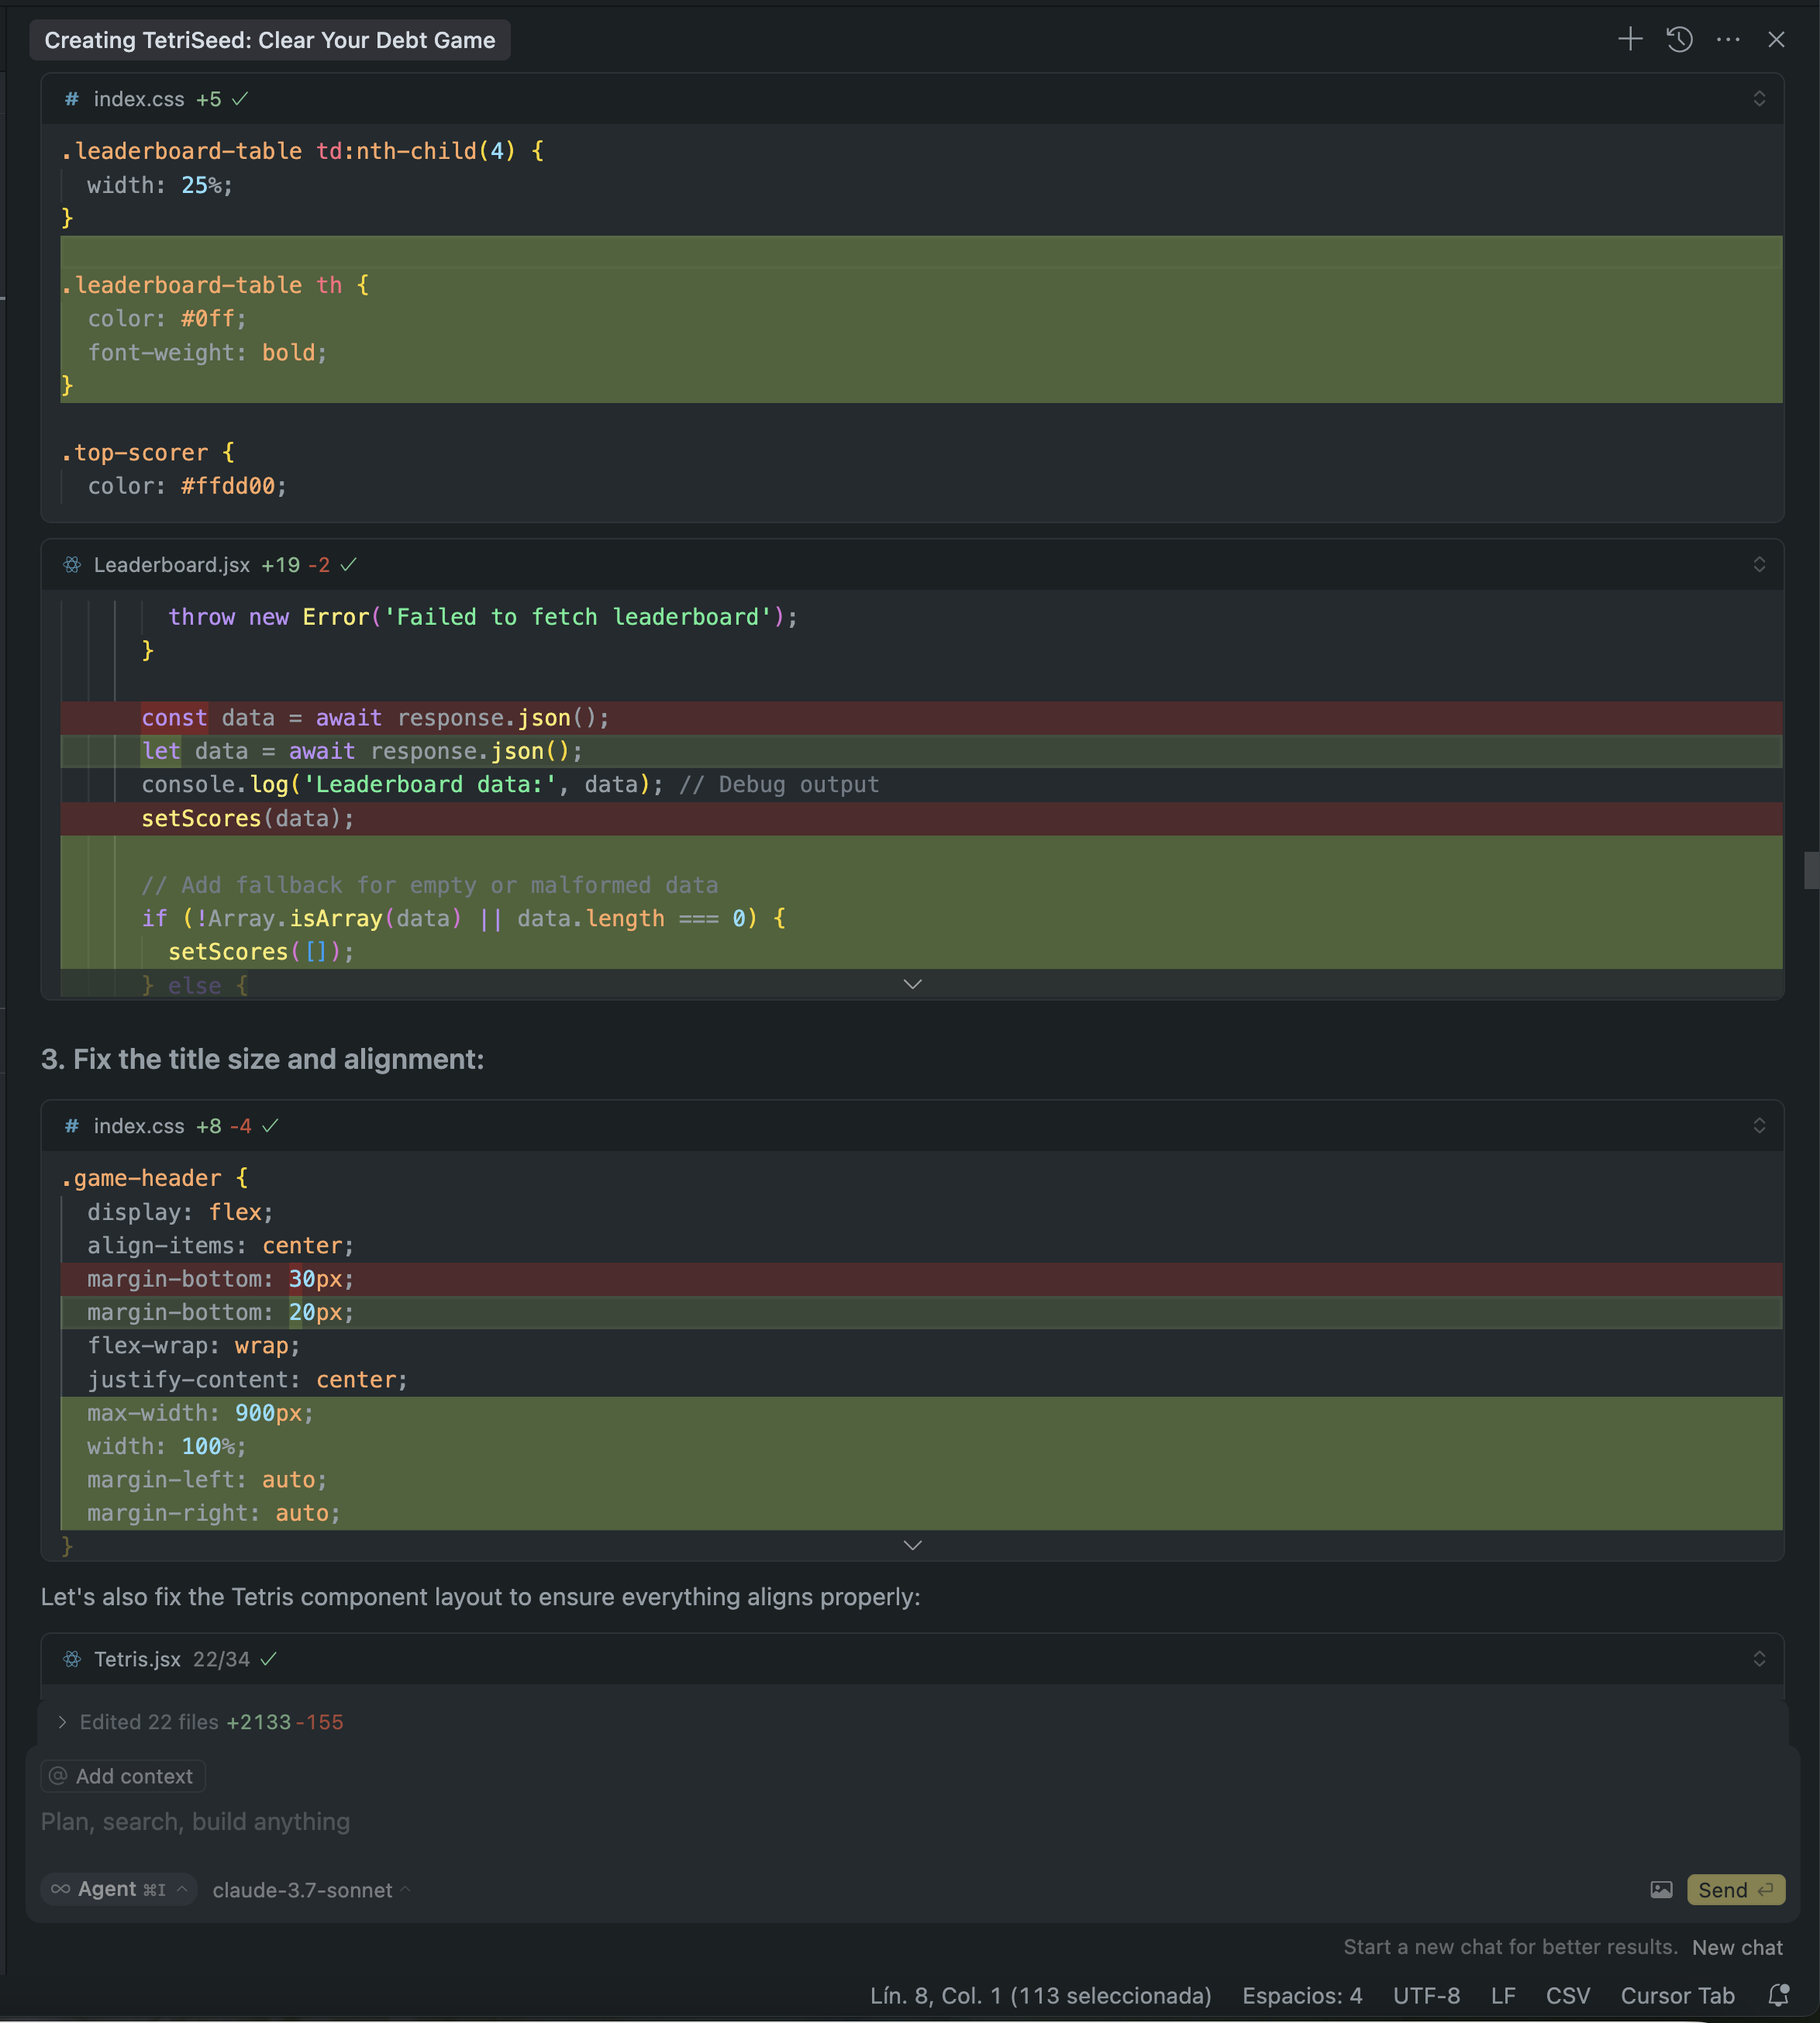 Creating TetriSeed: Clear Your Debt Game
# index.css +5
.leaderboard-table td:nth-child(4) {
  width: 25%;
}
.leaderboard-table th {
  color: #0ff;
  font-weight: bold;
}
.top-scorer {
  color: #ffdd00;
Leaderboard.jsx +19 -2
throw new Error('Failed to fetch leaderboard');
}
const data = await response.json();
let data = await response.json();
console.log('Leaderboard data:', data); // Debug output
setScores(data);
// Add fallback for empty or malformed data
if (!Array.isArray(data) || data.length === 0) {
  setScores([]);
} else {
3. Fix the title size and alignment:
# index.css +8 -4
.game-header {
  display: flex;
  align-items: center;
  margin-bottom: 30px;
  margin-bottom: 20px;
  flex-wrap: wrap;
  justify-content: center;
  max-width: 900px;
  width: 100%;
  margin-left: auto;
  margin-right: auto;
}
Let's also fix the Tetris component layout to ensure everything aligns properly:
Tetris.jsx 22/34
Edited 22 files +2133 -155
@ Add context
Plan, search, build anything
Agent ⌘I claude-3.7-sonnet Send
Start a new chat for better results. New chat
Lín. 8, Col. 1 (113 seleccionada) Espacios: 4 UTF-8 LF CSV Cursor Tab